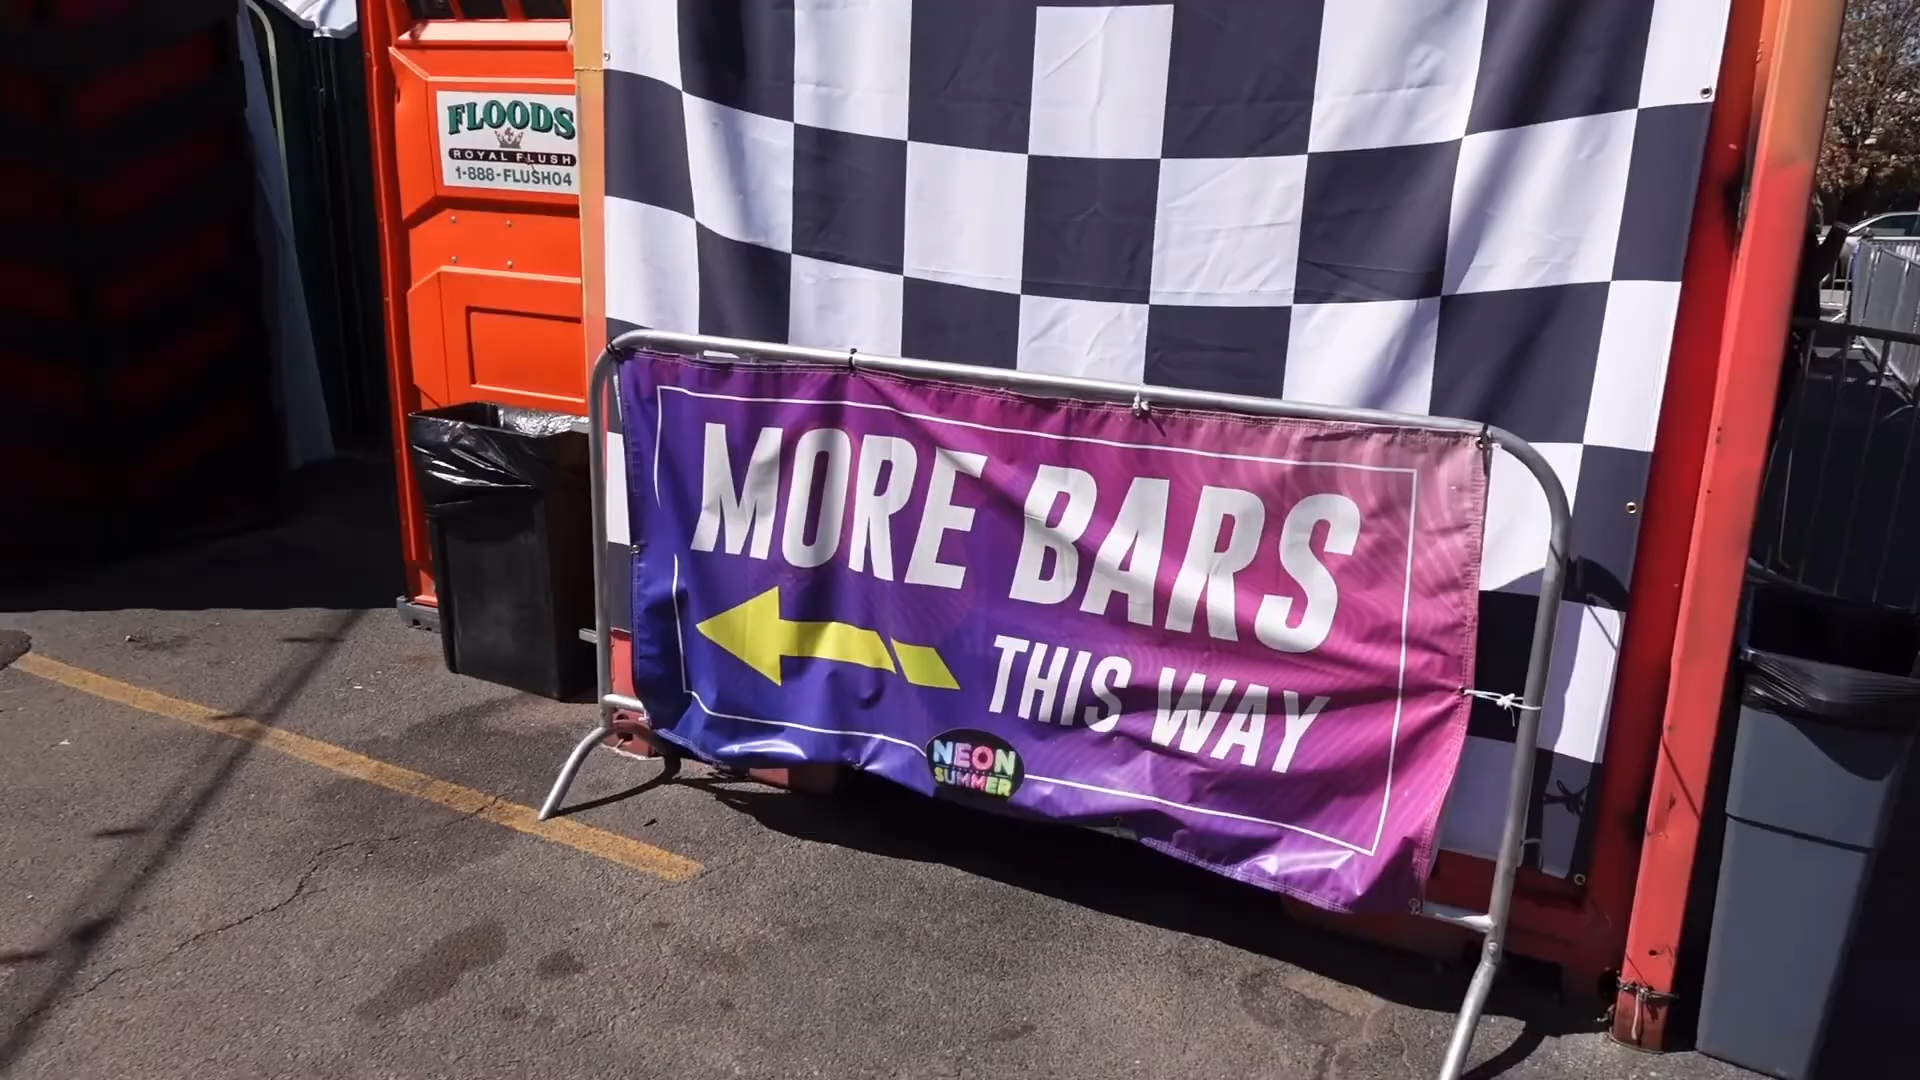 FLOODS
ROYAL FLUSH
1-888-FLUSH04
MORE BARS
THIS WAY
NEON
SUMMER